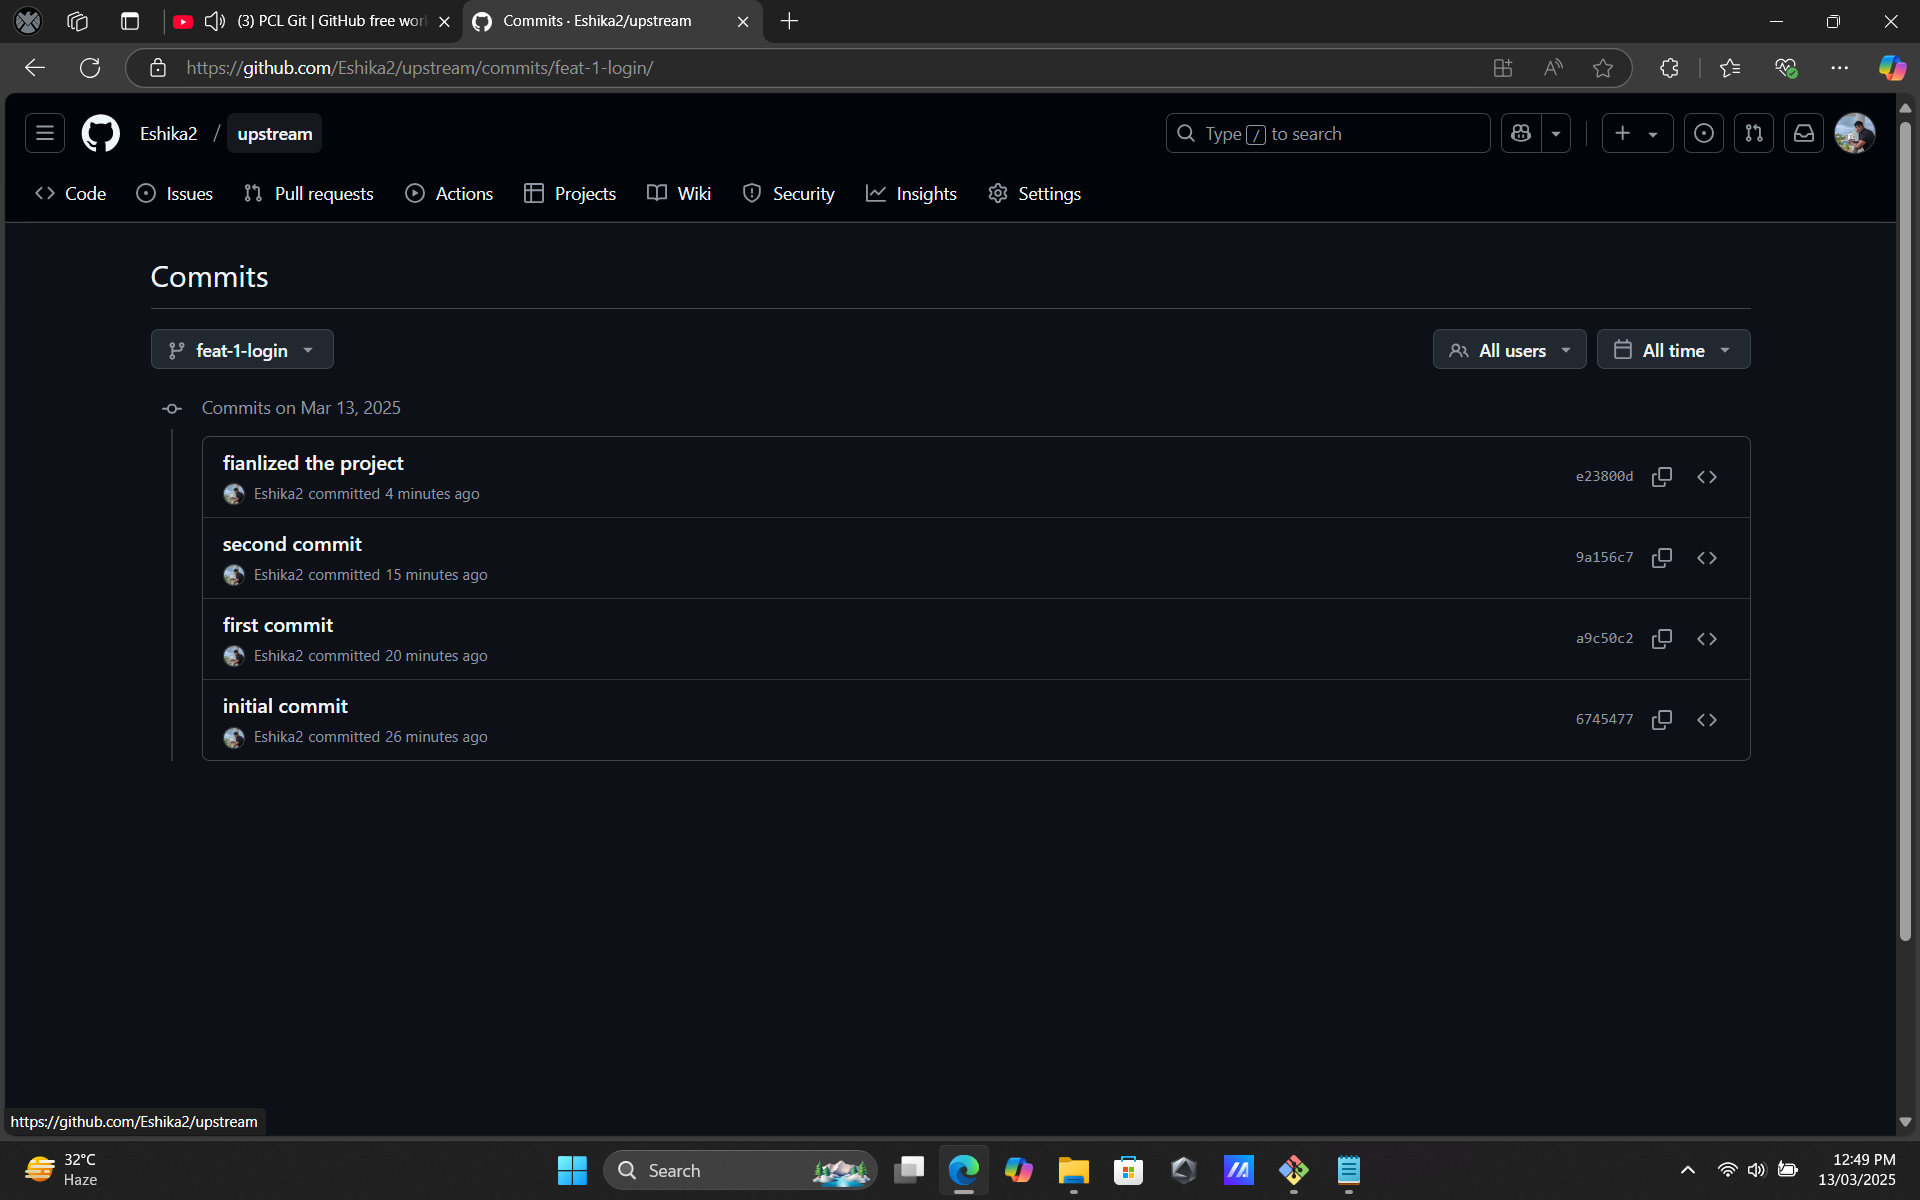 (3) PCL Git | GitHub free wor
Commits · Eshika2/upstream
https://github.com/Eshika2/upstream/commits/feat-1-login/
Eshika2 / upstream
Type / to search
Code Issues Pull requests Actions Projects Wiki Security Insights Settings
Commits
feat-1-login
All users
All time
Commits on Mar 13, 2025
fianlized the project
Eshika2 committed 4 minutes ago
e23800d
second commit
Eshika2 committed 15 minutes ago
9a156c7
first commit
Eshika2 committed 20 minutes ago
a9c50c2
initial commit
Eshika2 committed 26 minutes ago
6745477
https://github.com/Eshika2/upstream
32°C
Haze
Search
12:49 PM
13/03/2025